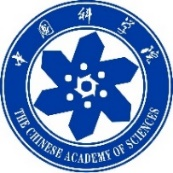 中国科学院
THE CHINESE ACADEMY OF SCIENCES